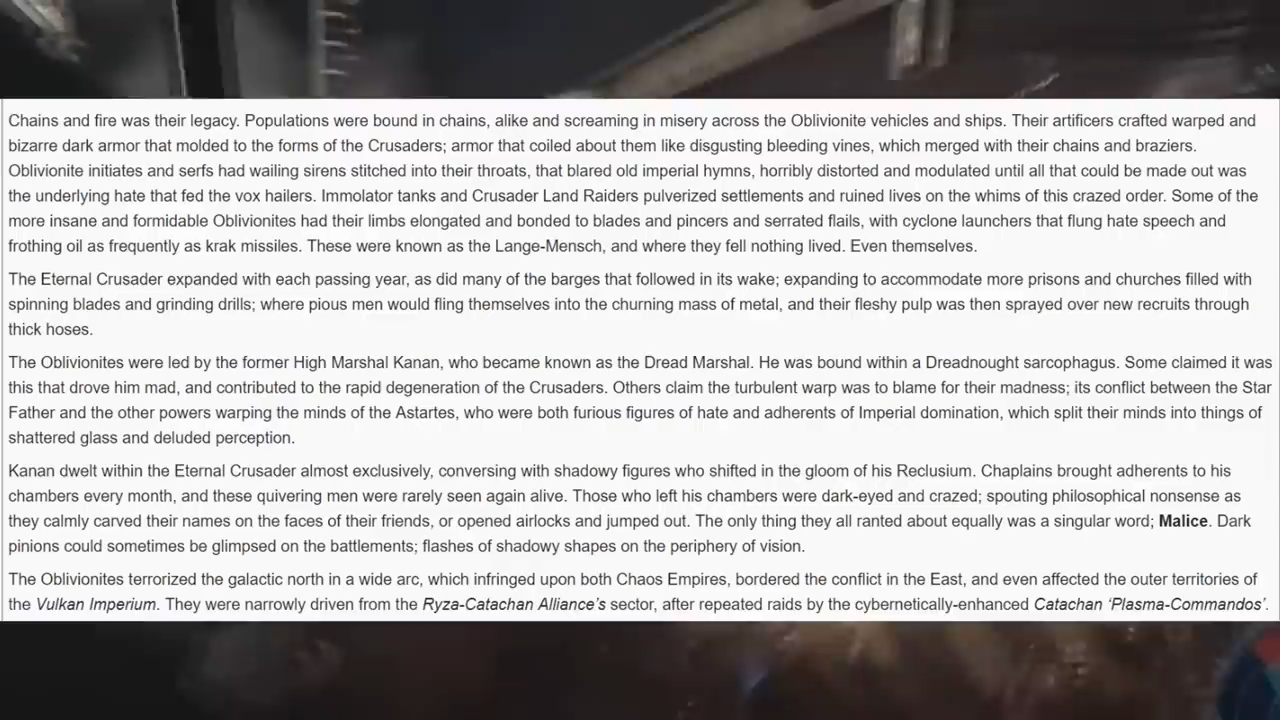 Chains and fire was their legacy. Populations were bound in chains, alike and screaming in misery across the Oblivionite vehicles and ships. Their artificers crafted warped and
bizarre dark armor that molded to the forms of the Crusaders; armor that coiled about them like disgusting bleeding vines, which merged with their chains and braziers.
Oblivionite initiates and serfs had wailing sirens stitched into their throats, that blared old imperial hymns, horribly distorted and modulated until all that could be made out was
the underlying hate that fed the vox hailers. Immolator tanks and Crusader Land Raiders pulverized settlements and ruined lives on the whims of this crazed order. Some of the
more insane and formidable Oblivionites had their limbs elongated and bonded to blades and pincers and serrated flails, with cyclone launchers that flung hate speech and
frothing oil as frequently as krak missiles. These were known as the Lange-Mensch, and where they fell nothing lived. Even themselves.
The Eternal Crusader expanded with each passing year, as did many of the barges that followed in its wake; expanding to accommodate more prisons and churches filled with
spinning blades and grinding drills; where pious men would fling themselves into the churning mass of metal, and their fleshy pulp was then sprayed over new recruits through
thick hoses.
The Oblivionites were led by the former High Marshal Kanan, who became known as the Dread Marshal. He was bound within a Dreadnought sarcophagus. Some claimed it was
this that drove him mad, and contributed to the rapid degeneration of the Crusaders. Others claim the turbulent warp was to blame for their madness; its conflict between the Star
Father and the other powers warping the minds of the Astartes, who were both furious figures of hate and adherents of Imperial domination, which split their minds into things of
shattered glass and deluded perception.
Kanan dwelt within the Eternal Crusader almost exclusively, conversing with shadowy figures who shifted in the gloom of his Reclusium. Chaplains brought adherents to his
chambers every month, and these quivering men were rarely seen again alive. Those who left his chambers were dark-eyed and crazed; spouting philosophical nonsense as
they calmly carved their names on the faces of their friends, or opened airlocks and jumped out. The only thing they all ranted about equally was a singular word; Malice. Dark
pinions could sometimes be glimpsed on the battlements; flashes of shadowy shapes on the periphery of vision.
The Oblivionites terrorized the galactic north in a wide arc, which infringed upon both Chaos Empires, bordered the conflict in the East, and even affected the outer territories of
the Vulkan Imperium. They were narrowly driven from the Ryza-Catachan Alliance's sector, after repeated raids by the cybernetically-enhanced Catachan 'Plasma-Commandos'.